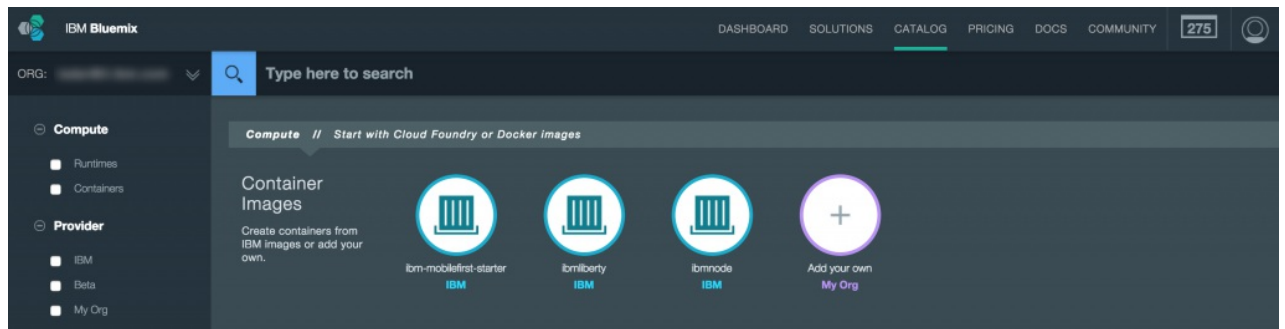 IBM Bluemix
DASHBOARD SOLUTIONS CATALOG PRICING DOCS COMMUNITY 275
ORG:
Type here to search
Compute
Runtimes
Containers
Provider
IBM
Beta
My Org
Compute // Start with Cloud Foundry or Docker images
Container
Images
Create containers from
IBM images or add your
own.
ibm-mobilefirst-starter
IBM
ibmliberty
IBM
ibmnode
IBM
Add your own
My Org